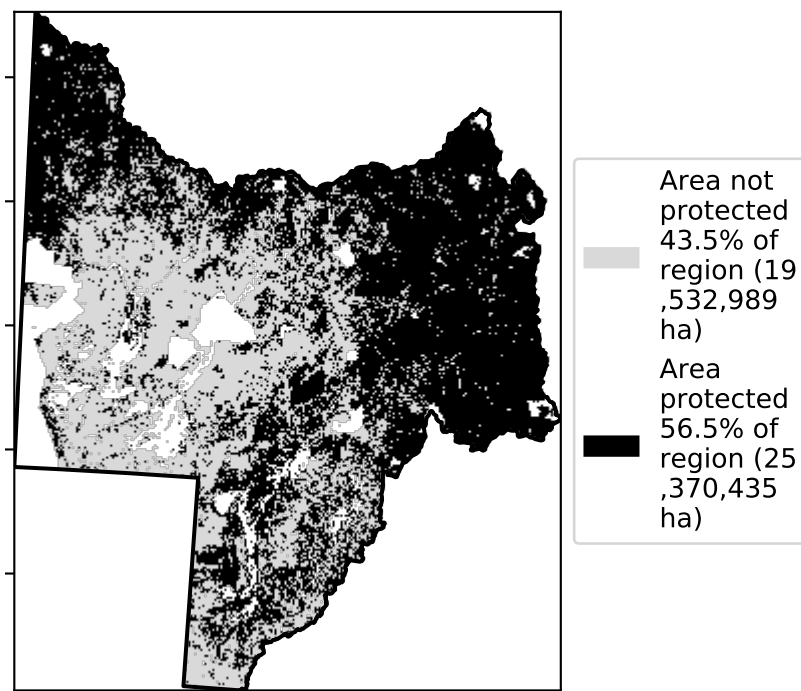 Area not
protected
43.5% of
region (19
,532,989
ha)
Area
protected
56.5% of
region (25
,370,435
ha)